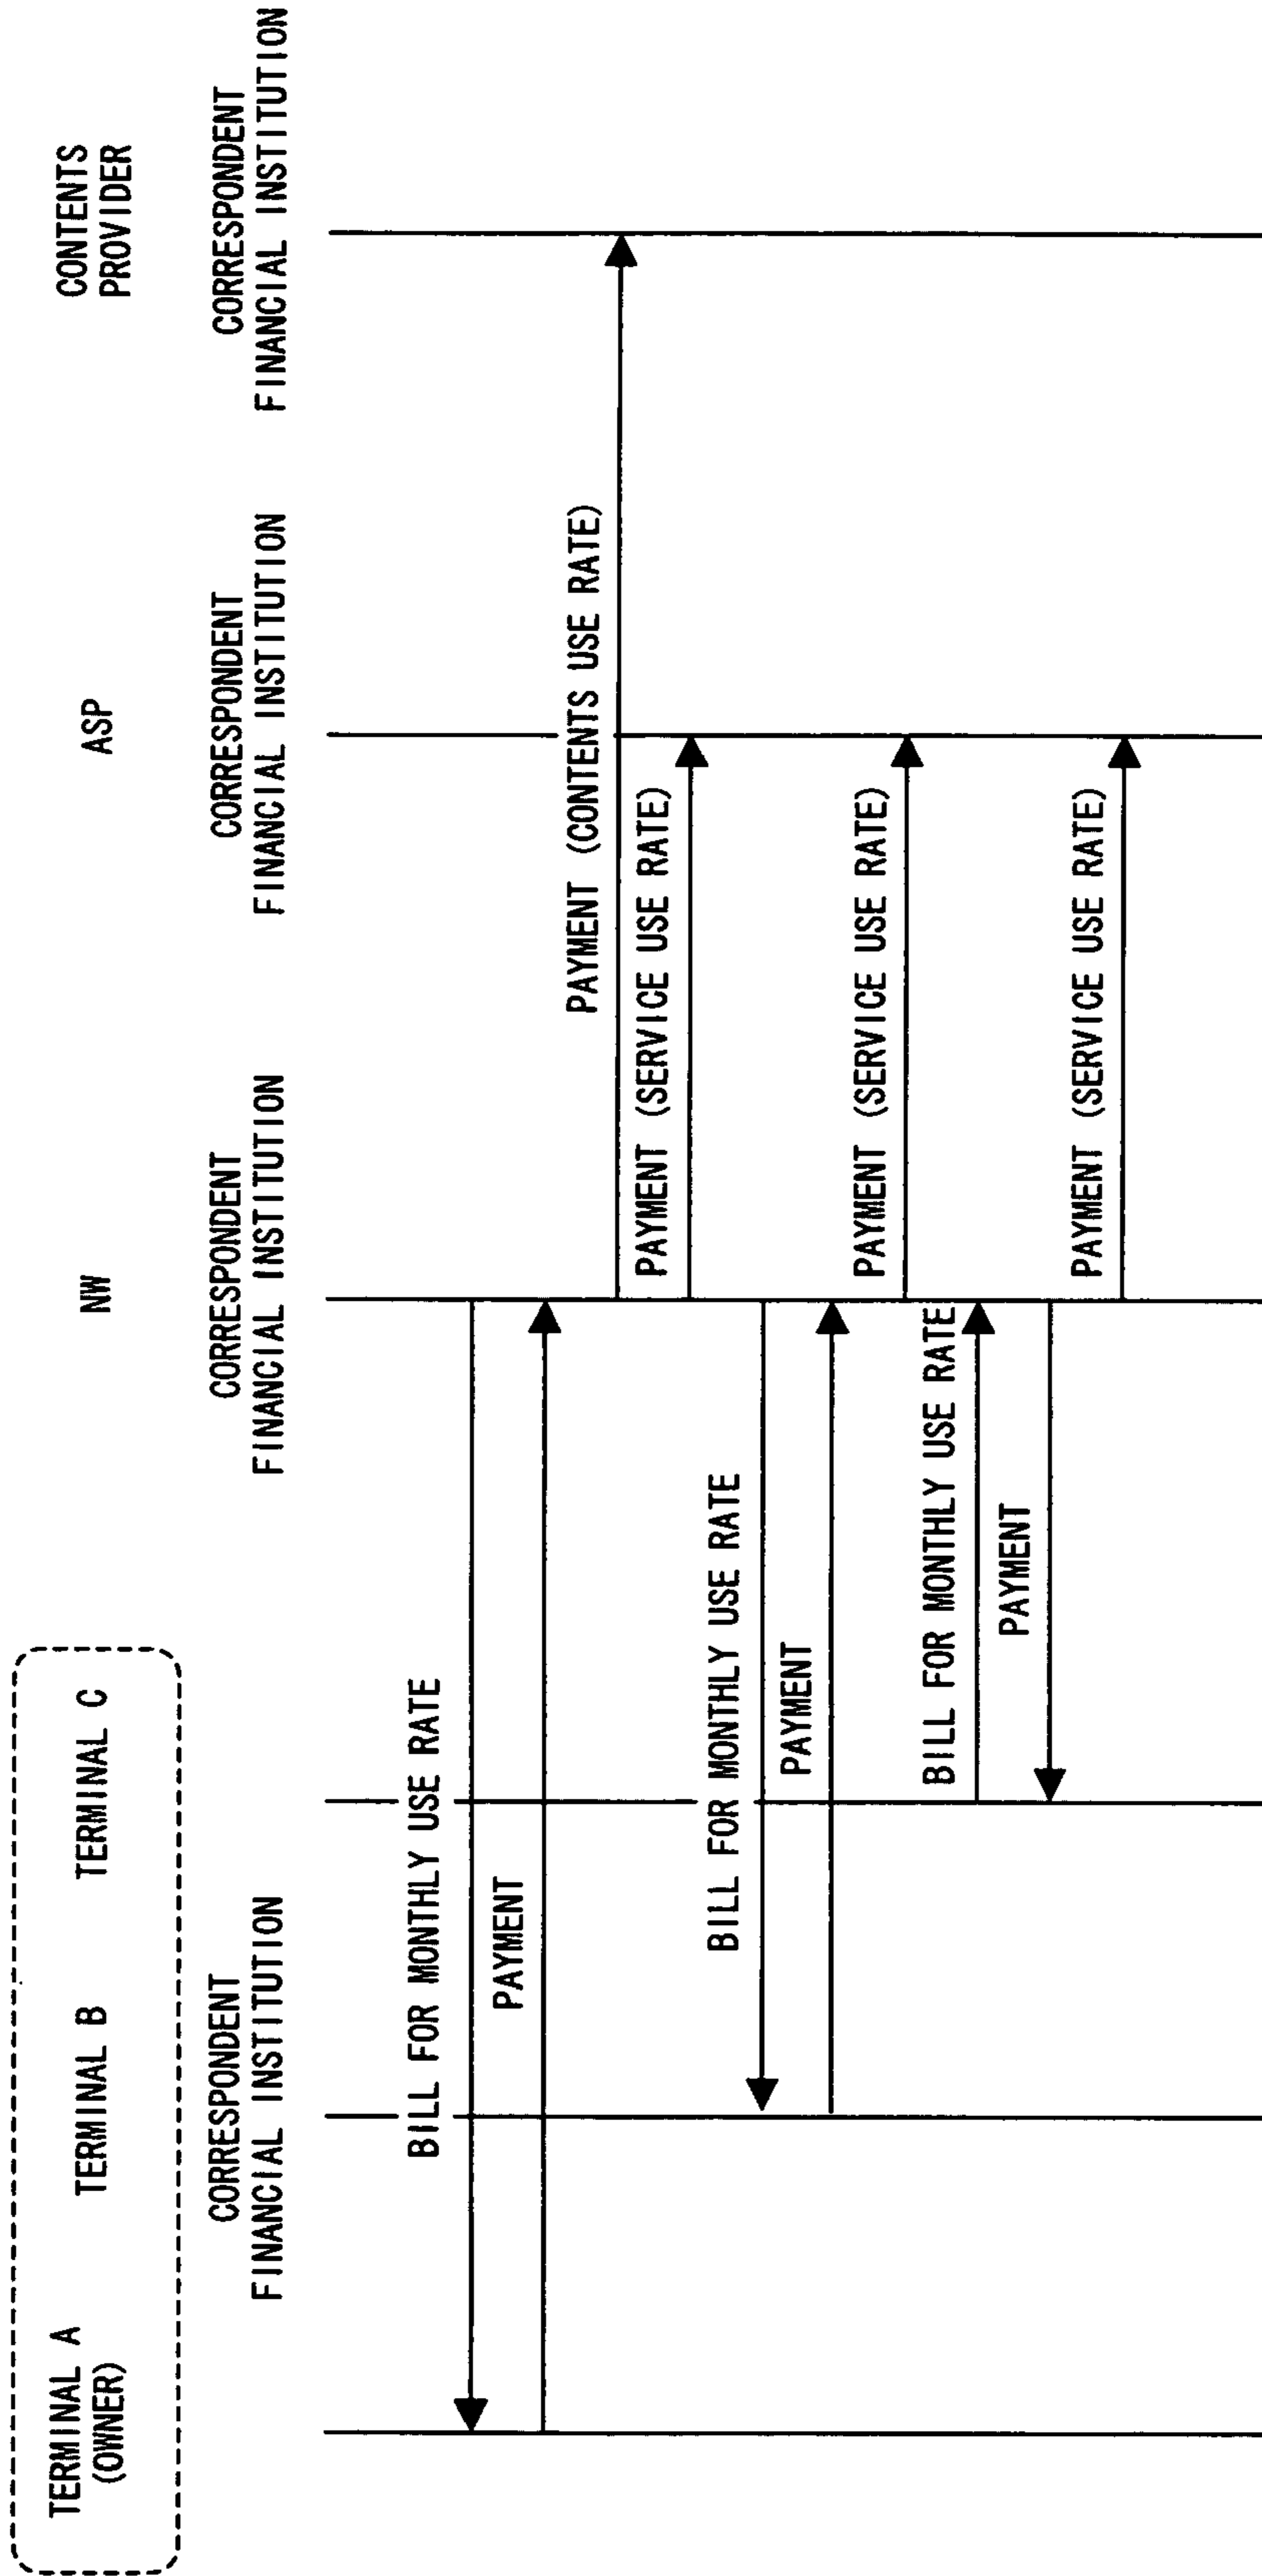 TERMINAL A
(OWNER)
TERMINAL B
TERMINAL C
NW
ASP
CONTENTS
PROVIDER
CORRESPONDENT
FINANCIAL INSTITUTION
CORRESPONDENT
FINANCIAL INSTITUTION
CORRESPONDENT
FINANCIAL INSTITUTION
CORRESPONDENT
FINANCIAL INSTITUTION
BILL FOR MONTHLY USE RATE
PAYMENT
PAYMENT (CONTENTS USE RATE)
PAYMENT (SERVICE USE RATE)
BILL FOR MONTHLY USE RATE
PAYMENT
PAYMENT (SERVICE USE RATE)
BILL FOR MONTHLY USE RATE
PAYMENT
PAYMENT (SERVICE USE RATE)